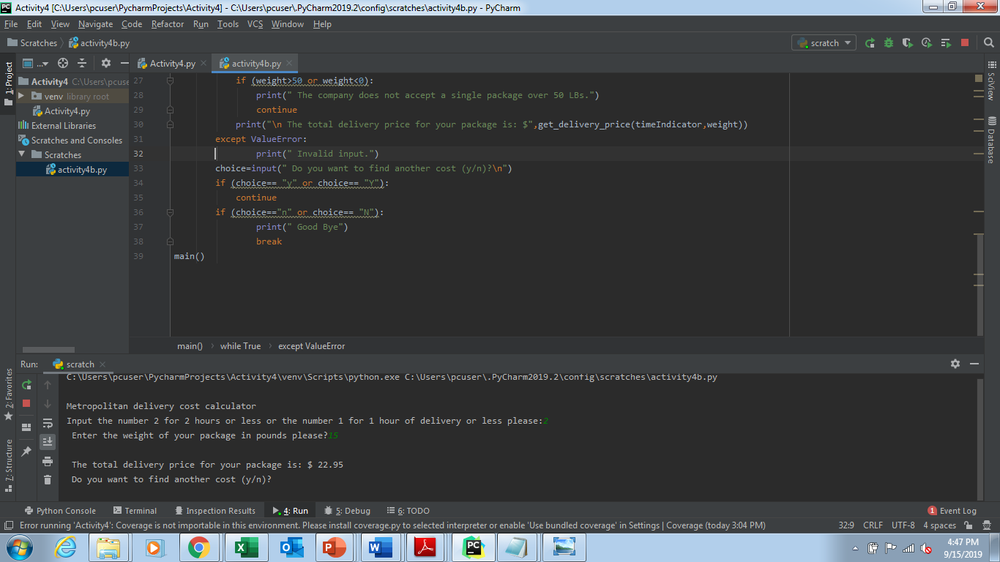 Activity4 [C:\Users\pcuser\PycharmProjects\Activity4] - C:\Users\pcuser\.PyCharm2019.2\config\scratches\activity4b.py - PyCharm
File Edit View Navigate Code Refactor Run Tools VCS Window Help
Scratches activity4b.py scratch
1: Project
... Activity4.py activity4b.py
Activity4 C:\Users\pcuse
venv library root
Activity4.py
External Libraries
Scratches and Consoles
Scratches
activity4b.py
27 if (weight>50 or weight<0):
28 print(" The company does not accept a single package over 50 LBs.")
29 continue
30 print("\n The total delivery price for your package is: $",get_delivery_price(timeIndicator,weight))
31 except ValueError:
32 print(" Invalid input.")
33 choice=input(" Do you want to find another cost (y/n)?\n")
34 if (choice== "y" or choice== "Y"):
35 continue
36 if (choice=="n" or choice== "N"):
37 print(" Good Bye")
38 break
39 main()
SciView
Database
main() while True except ValueError
Run: scratch
2: Favorites
7: Structure
C:\Users\pcuser\PycharmProjects\Activity4\venv\Scripts\python.exe C:\Users\pcuser\.PyCharm2019.2\config\scratches\activity4b.py
Metropolitan delivery cost calculator
Input the number 2 for 2 hours or less or the number 1 for 1 hour of delivery or less please:2
Enter the weight of your package in pounds please?15
The total delivery price for your package is: $ 22.95
Do you want to find another cost (y/n)?
Python Console Terminal Inspection Results 4: Run 5: Debug 6: TODO 1 Event Log
Error running 'Activity4': Coverage is not importable in this environment. Please install coverage.py to selected interpreter or enable 'Use bundled coverage' in Settings | Coverage (today 3:04 PM) 32:9 CRLF UTF-8 4 spaces
4:47 PM
9/15/2019